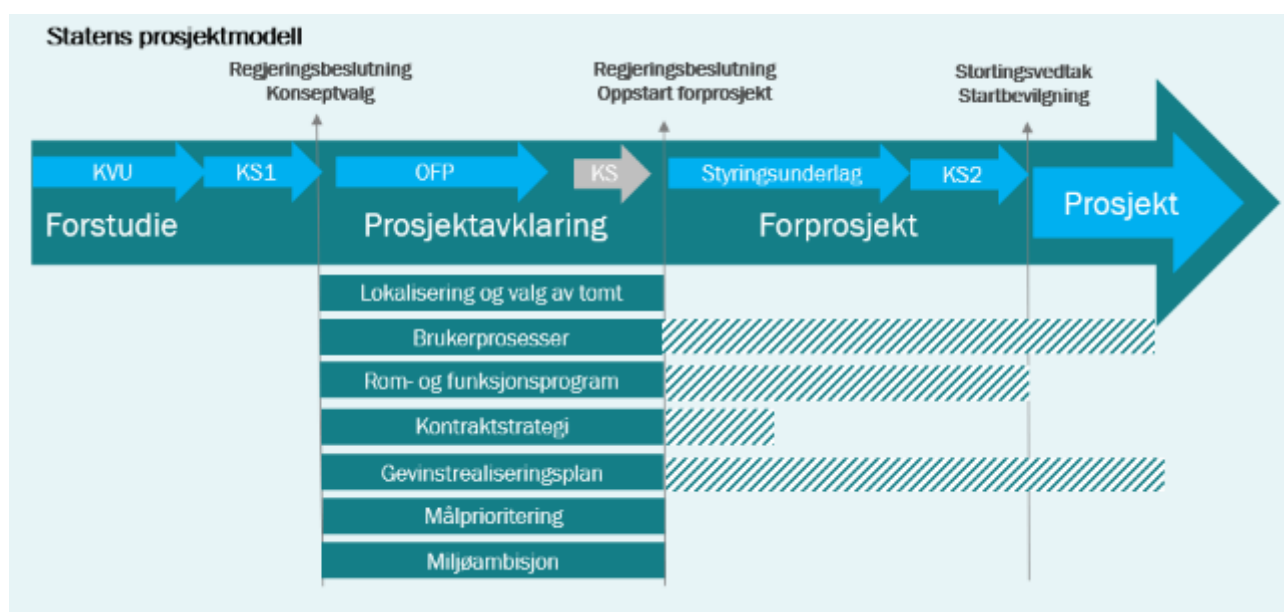 Statens prosjektmodell
Regjeringsbeslutning
Konseptvalg
Regjeringsbeslutning
Oppstart forprosjekt
Stortingsvedtak
Startbevilgning
KVU
KS1
OFP
KS
Styringsunderlag
KS2
Prosjekt
Forstudie
Prosjektavklaring
Forprosjekt
Lokalisering og valg av tomt
Brukerprosesser
Rom- og funksjonsprogram
Kontraktstrategi
Gevinstrealiseringsplan
Målprioritering
Miljøambisjon